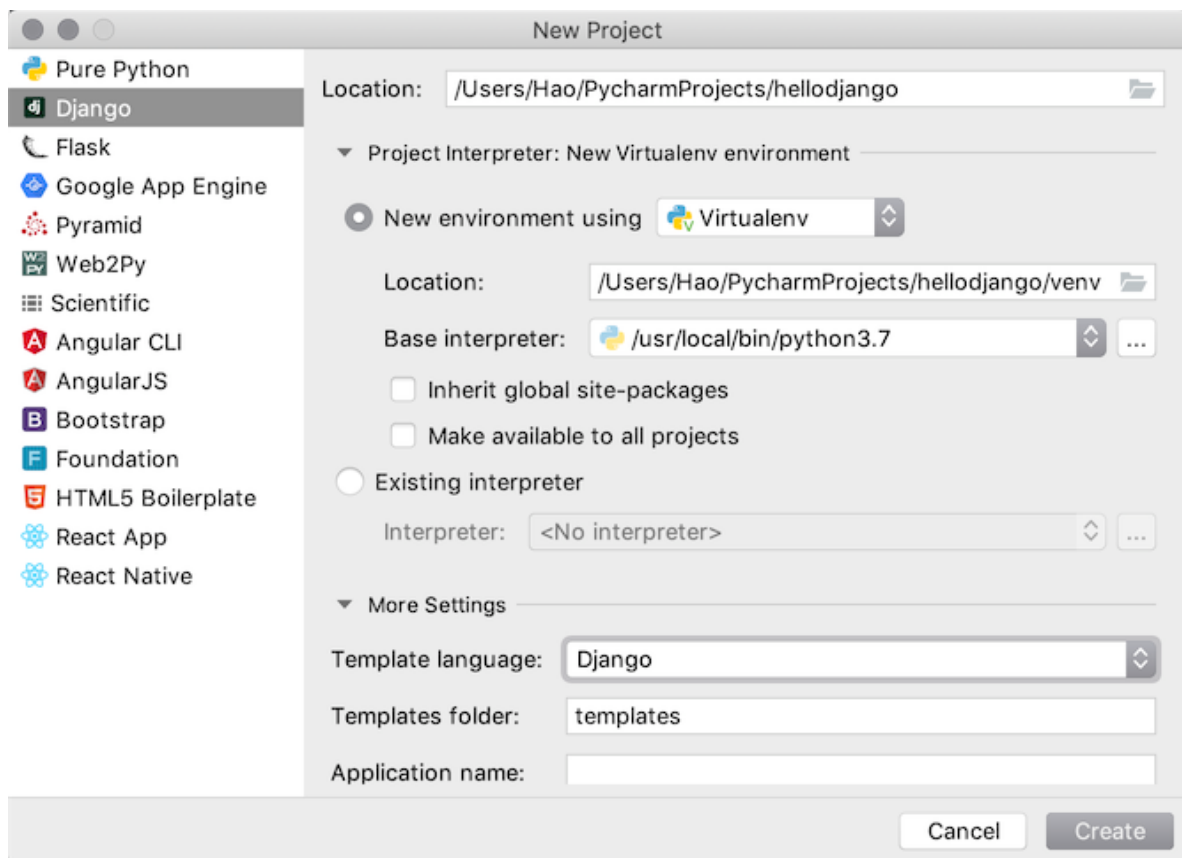 New Project
Pure Python
Django
Flask
Google App Engine
Pyramid
Web2Py
Scientific
Angular CLI
AngularJS
Bootstrap
Foundation
HTML5 Boilerplate
React App
React Native
Location: /Users/Hao/PycharmProjects/hellodjango
Project Interpreter: New Virtualenv environment
New environment using Virtualenv
Location: /Users/Hao/PycharmProjects/hellodjango/venv
Base interpreter: /usr/local/bin/python3.7 ...
Inherit global site-packages
Make available to all projects
Existing interpreter
Interpreter: <No interpreter> ...
More Settings
Template language: Django
Templates folder: templates
Application name:
Cancel Create